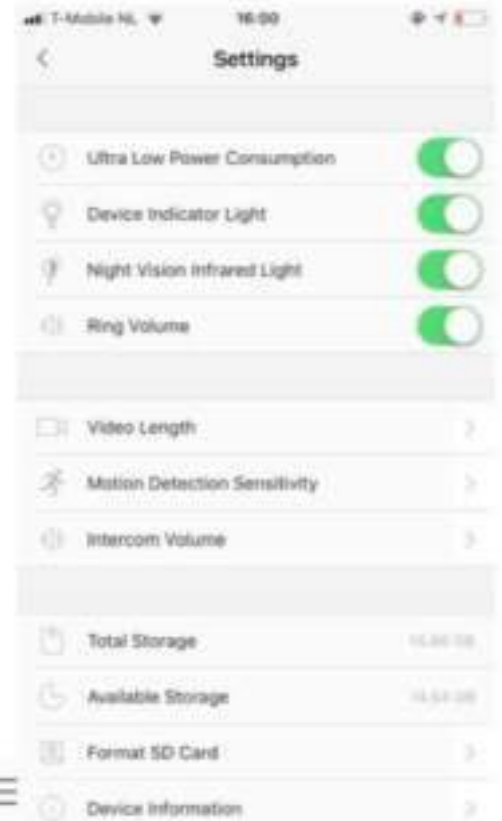 T-Mobile NL 16:00
Settings
Ultra Low Power Consumption
Device Indicator Light
Night Vision Infrared Light
Ring Volume
Video Length
Motion Detection Sensitivity
Intercom Volume
Total Storage
Available Storage
Format SD Card
Device Information